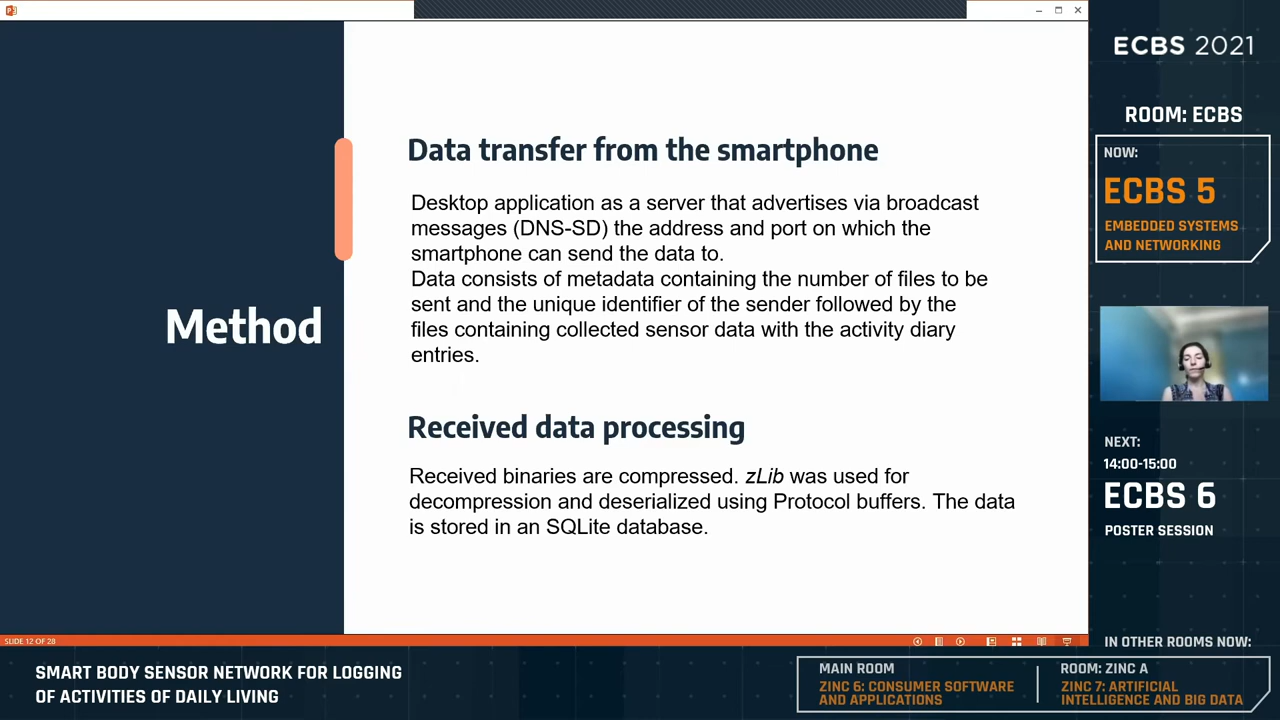 Method
Data transfer from the smartphone
Desktop application as a server that advertises via broadcast
messages (DNS-SD) the address and port on which the
smartphone can send the data to.
Data consists of metadata containing the number of files to be
sent and the unique identifier of the sender followed by the
files containing collected sensor data with the activity diary
entries.
Received data processing
Received binaries are compressed. zLib was used for
decompression and deserialized using Protocol buffers. The data
is stored in an SQLite database.
SLIDE 12 OF 28
ECBS 2021
ROOM: ECBS
NOW:
ECBS 5
EMBEDDED SYSTEMS
AND NETWORKING
NEXT:
14:00-15:00
ECBS 6
POSTER SESSION
IN OTHER ROOMS NOW:
SMART BODY SENSOR NETWORK FOR LOGGING
OF ACTIVITIES OF DAILY LIVING
MAIN ROOM
ZINC 6: CONSUMER SOFTWARE
AND APPLICATIONS
ROOM: ZINC A
ZINC 7: ARTIFICIAL
INTELLIGENCE AND BIG DATA